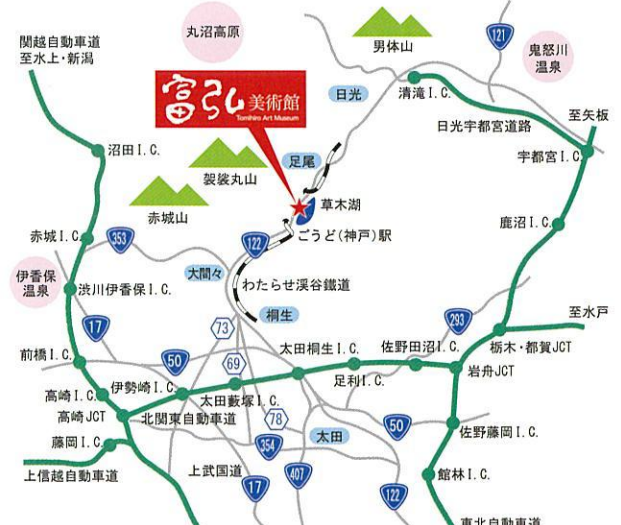 関越自動車道
至水上・新潟
丸沼高原
男体山
121
鬼怒川
温泉
富弘美術館
Tomihiro Art Museum
日光
清滝I.C.
日光宇都宮道路
至矢板
沼田I.C.
宇都宮I.C.
足尾
袈裟丸山
赤城山
草木湖
赤城I.C.
353
122
ごうど(神戸)駅
鹿沼I.C.
伊香保
温泉
渋川伊香保I.C.
大間々
わたらせ渓谷鐵道
桐生
17
73
293
至水戸
前橋I.C.
50
69
太田桐生I.C.
佐野田沼I.C.
栃木・都賀JCT
岩舟JCT
高崎I.C.
伊勢崎I.C.
太田藪塚I.C.
足利I.C.
高崎JCT
北関東自動車道
78
太田
50
佐野藤岡I.C.
藤岡I.C.
354
上信越自動車道
上武国道
17
407
122
館林I.C.
東北自動車道